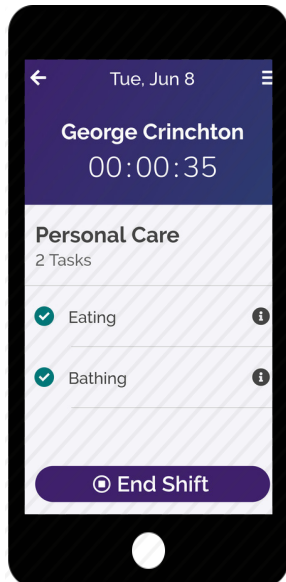 Tue, Jun 8
George Crinchton
00:00:35
Personal Care
2 Tasks
Eating
Bathing
End Shift